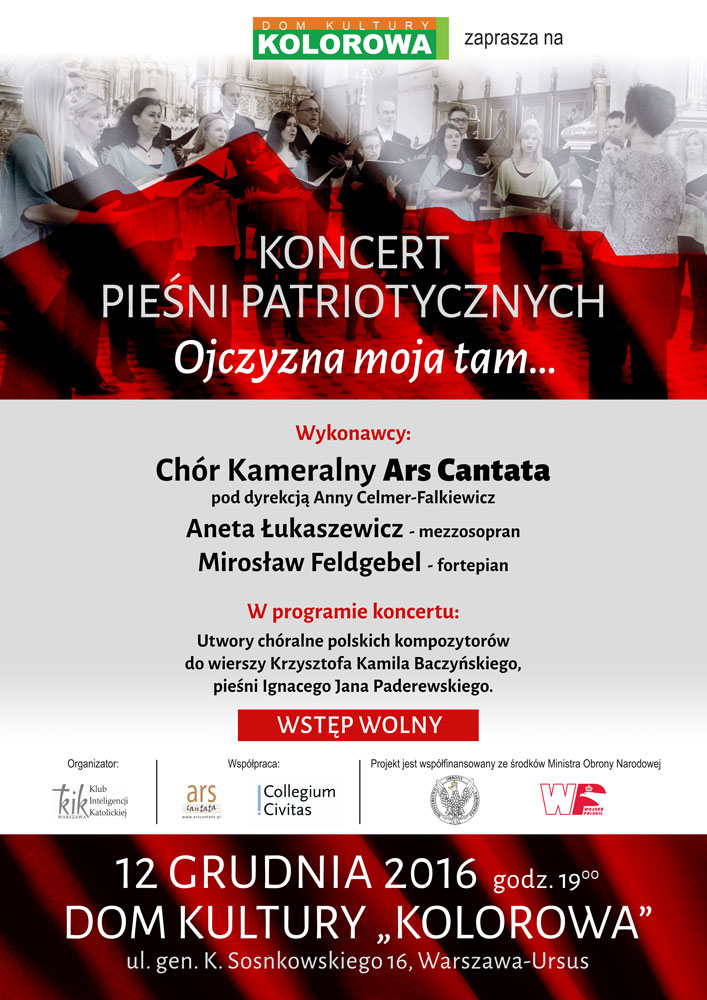 DOM KULTURY
KOLOROWA
zaprasza na
KONCERT
PIEŚNI PATRIOTYCZNYCH
Ojczyzna moja tam...
Wykonawcy:
Chór Kameralny Ars Cantata
pod dyrekcją Anny Celmer-Falkiewicz
Aneta Łukaszewicz - mezzosopran
Mirosław Feldgebel - fortepian
W programie koncertu:
Utwory chóralne polskich kompozytorów
do wierszy Krzysztofa Kamila Baczyńskiego,
pieśni Ignacego Jana Paderewskiego.
WSTĘP WOLNY
Organizator:
kik
WARSZAWA
Klub
Inteligencji
Katolickiej
Współpraca:
ars
cantata
www.arscantata.pl
Collegium
Civitas
Projekt jest współfinansowany ze środków Ministra Obrony Narodowej
WOJSKO
POLSKIE
12 GRUDNIA 2016 godz. 19⁰⁰
DOM KULTURY „KOLOROWA”
ul. gen. K. Sosnkowskiego 16, Warszawa-Ursus